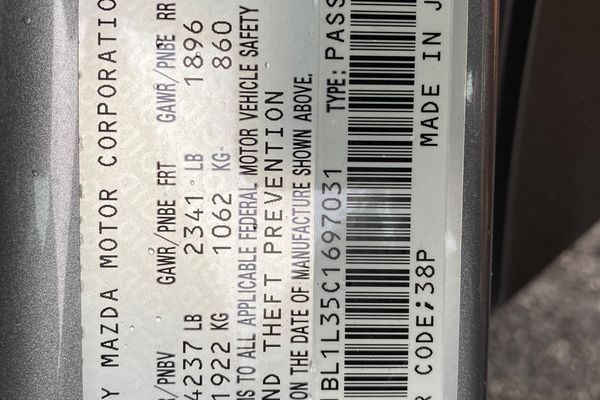 Y MAZDA MOTOR CORPORATIO
R/PNBV GAWR/PNBE FRT GAWR/PNBE RR
4237 LB 2341 LB 1896
1922 KG 1062 KG 860
IS TO ALL APPLICABLE FEDERAL MOTOR VEHICLE SAFETY
ND THEFT PREVENTION
ON THE DATE OF MANUFACTURE SHOWN ABOVE.
BL1L35C1697031 TYPE: PASS
R CODE;38P MADE IN J